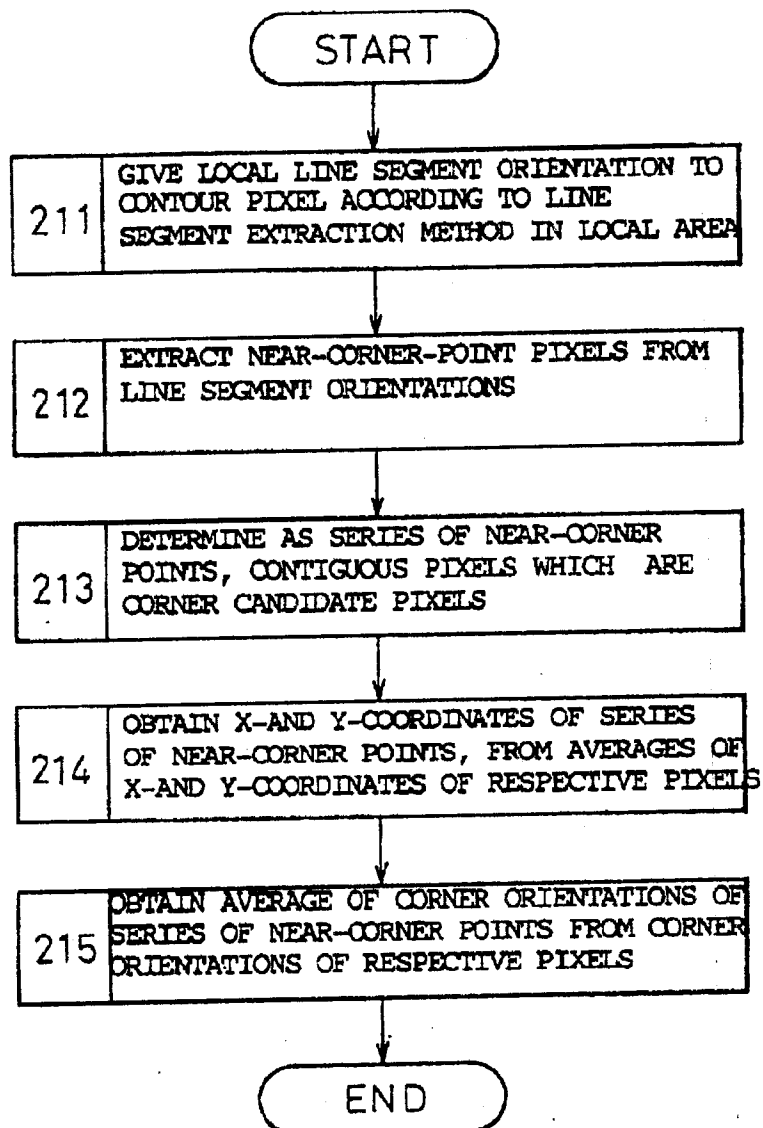 START
211
GIVE LOCAL LINE SEGMENT ORIENTATION TO
CONTOUR PIXEL ACCORDING TO LINE
SEGMENT EXTRACTION METHOD IN LOCAL AREA
212
EXTRACT NEAR-CORNER-POINT PIXELS FROM
LINE SEGMENT ORIENTATIONS
213
DETERMINE AS SERIES OF NEAR-CORNER
POINTS, CONTIGUOUS PIXELS WHICH ARE
CORNER CANDIDATE PIXELS
214
OBTAIN X-AND Y-COORDINATES OF SERIES
OF NEAR-CORNER POINTS, FROM AVERAGES OF
X-AND Y-COORDINATES OF RESPECTIVE PIXELS
215
OBTAIN AVERAGE OF CORNER ORIENTATIONS OF
SERIES OF NEAR-CORNER POINTS FROM CORNER
ORIENTATIONS OF RESPECTIVE PIXELS
END